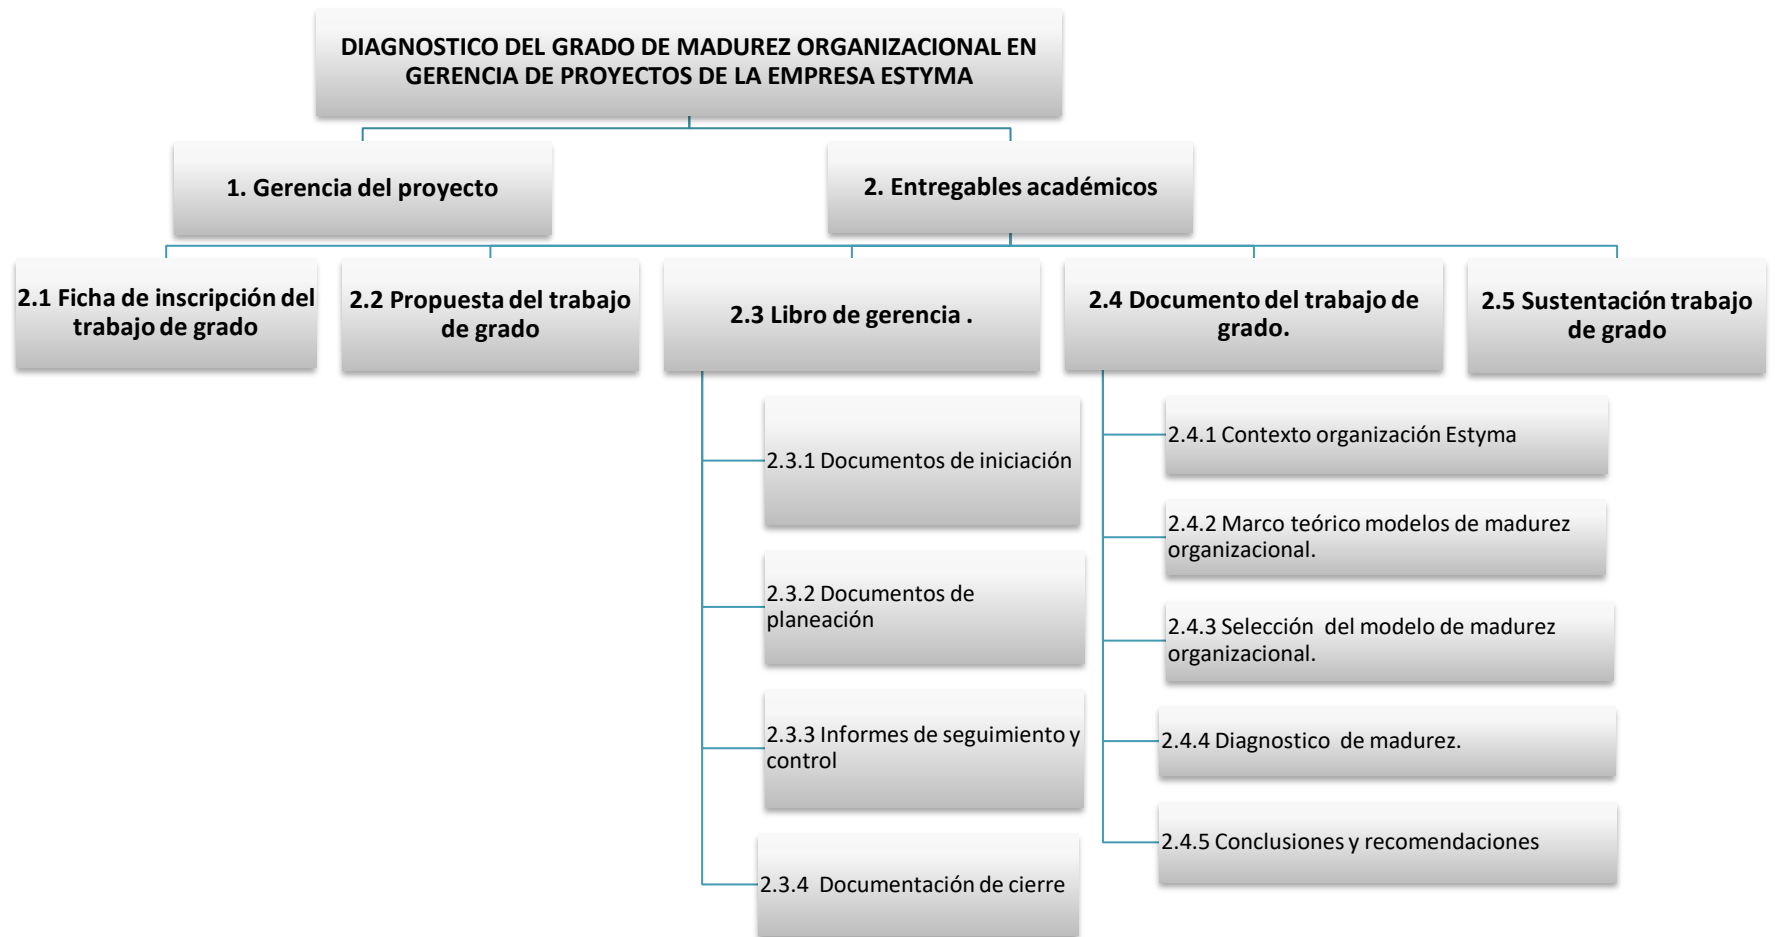 DIAGNOSTICO DEL GRADO DE MADUREZ ORGANIZACIONAL EN
GERENCIA DE PROYECTOS DE LA EMPRESA ESTYMA
1. Gerencia del proyecto
2. Entregables académicos
2.1 Ficha de inscripción del
trabajo de grado
2.2 Propuesta del trabajo
de grado
2.3 Libro de gerencia .
2.4 Documento del trabajo de
grado.
2.5 Sustentación trabajo
de grado
2.3.1 Documentos de iniciación
2.3.2 Documentos de
planeación
2.3.3 Informes de seguimiento y
control
2.3.4  Documentación de cierre
2.4.1 Contexto organización Estyma
2.4.2 Marco teórico modelos de madurez
organizacional.
2.4.3 Selección  del modelo de madurez
organizacional.
2.4.4 Diagnostico  de madurez.
2.4.5 Conclusiones y recomendaciones